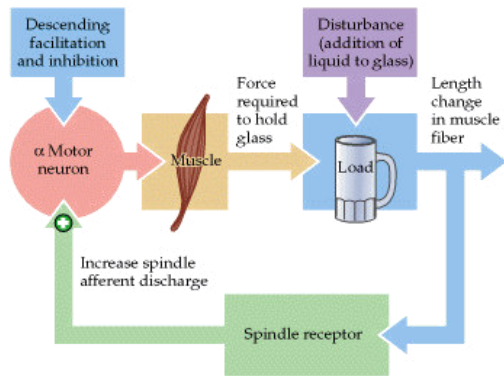 Descending
facilitation
and inhibition
Disturbance
(addition of
liquid to glass)
Force
required
to hold
glass
Length
change
in muscle
fiber
α Motor
neuron
Muscle
Load
+
Increase spindle
afferent discharge
Spindle receptor